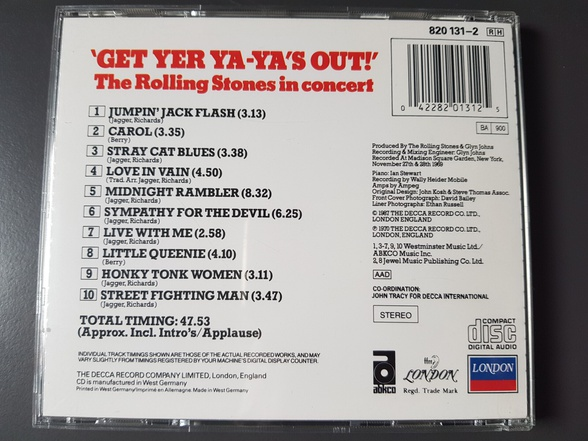 'GET YER YA-YA'S OUT!'
The Rolling Stones in concert
820 131-2 RH
0 42282 01312 5
BA 900
1 JUMPIN' JACK FLASH (3.13)
(Jagger, Richards)
2 CAROL (3.35)
(Berry)
3 STRAY CAT BLUES (3.38)
(Jagger, Richards)
4 LOVE IN VAIN (4.50)
(Trad. Arr. Jagger, Richards)
5 MIDNIGHT RAMBLER (8.32)
(Jagger, Richards)
6 SYMPATHY FOR THE DEVIL (6.25)
(Jagger, Richards)
7 LIVE WITH ME (2.58)
(Jagger, Richards)
8 LITTLE QUEENIE (4.10)
(Berry)
9 HONKY TONK WOMEN (3.11)
(Jagger, Richards)
10 STREET FIGHTING MAN (3.47)
(Jagger, Richards)
TOTAL TIMING: 47.53
(Approx. Incl. Intro's/Applause)
INDIVIDUAL TRACK TIMINGS SHOWN ARE THOSE OF THE ACTUAL RECORDED WORKS, AND MAY
VARY SLIGHTLY FROM TIMINGS REGISTERED BY YOUR MACHINE'S DIGITAL DISPLAY COUNTER.
THE DECCA RECORD COMPANY LIMITED, London, England
CD is manufactured in West Germany
Printed in West Germany/Imprimé en Allemagne; Made in West Germany
Produced By The Rolling Stones & Glyn Johns
Recording & Mixing Engineer: Glyn Johns
Recorded At Madison Square Garden, New York,
November 27th & 28th 1969
Piano: Ian Stewart
Recording by Wally Heider Mobile
Amps by Ampeg
Original Design: John Kosh & Steve Thomas Assoc.
Front Cover Photograph: David Bailey
Liner Photographs: Ethan Russell
© 1987 THE DECCA RECORD CO. LTD.,
LONDON ENGLAND
℗ 1970 THE DECCA RECORD CO. LTD.,
LONDON, ENGLAND
1, 3-7, 9, 10 Westminster Music Ltd./
ABKCO Music Inc.
2, 8 Jewel Music Publishing Co. Ltd.
AAD
CO-ORDINATION:
JOHN TRACY FOR DECCA INTERNATIONAL
STEREO
COMPACT
disc
DIGITAL AUDIO
abkco
LONDON
Regd. Trade Mark
LONDON